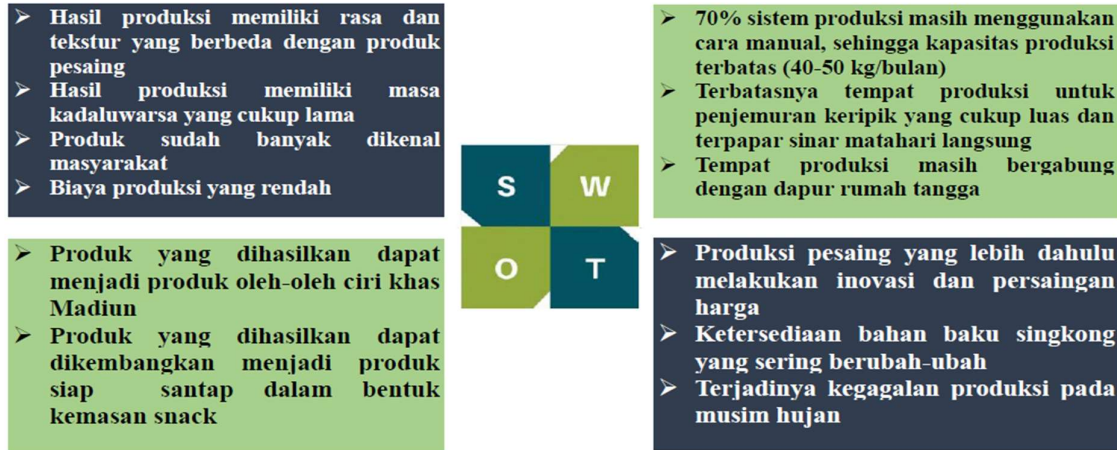 ➢ Hasil produksi memiliki rasa dan
tekstur yang berbeda dengan produk
pesaing
➢ Hasil produksi memiliki masa
kadaluwarsa yang cukup lama
➢ Produk sudah banyak dikenal
masyarakat
➢ Biaya produksi yang rendah
➢ 70% sistem produksi masih menggunakan
cara manual, sehingga kapasitas produksi
terbatas (40-50 kg/bulan)
➢ Terbatasnya tempat produksi untuk
penjemuran keripik yang cukup luas dan
terpapar sinar matahari langsung
➢ Tempat produksi masih bergabung
dengan dapur rumah tangga
S W
O T
➢ Produk yang dihasilkan dapat
menjadi produk oleh-oleh ciri khas
Madiun
➢ Produk yang dihasilkan dapat
dikembangkan menjadi produk
siap santap dalam bentuk
kemasan snack
➢ Produksi pesaing yang lebih dahulu
melakukan inovasi dan persaingan
harga
➢ Ketersediaan bahan baku singkong
yang sering berubah-ubah
➢ Terjadinya kegagalan produksi pada
musim hujan